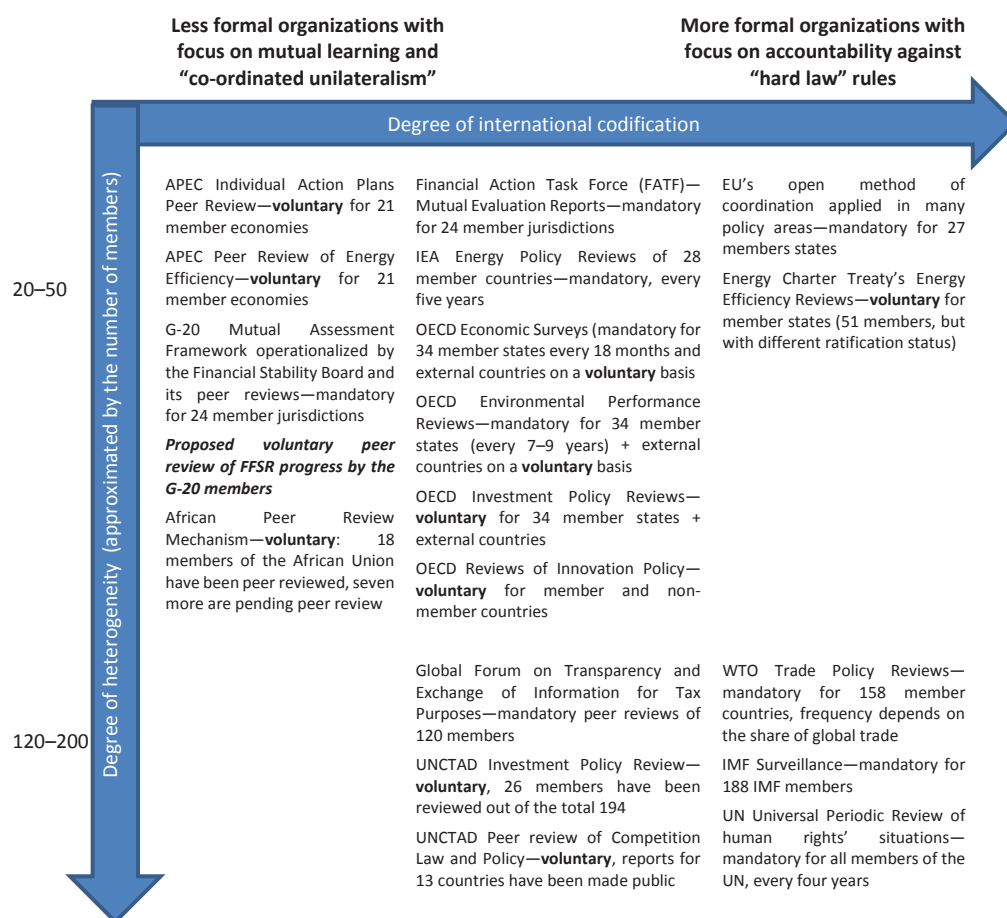 Less formal organizations with
focus on mutual learning and
“co-ordinated unilateralism”
More formal organizations with
focus on accountability against
“hard law” rules
Degree of international codification
Degree of heterogeneity (approximated by the number of members)
20–50
APEC Individual Action Plans
Peer Review—voluntary for 21
member economies
APEC Peer Review of Energy
Efficiency—voluntary for 21
member economies
G-20 Mutual Assessment
Framework operationalized by
the Financial Stability Board and
its peer reviews—mandatory
for 24 member jurisdictions
Proposed voluntary peer
review of FFSR progress by the
G-20 members
African Peer Review
Mechanism—voluntary: 18
members of the African Union
have been peer reviewed, seven
more are pending peer review
Financial Action Task Force (FATF)—
Mutual Evaluation Reports—mandatory
for 24 member jurisdictions
IEA Energy Policy Reviews of 28
member countries—mandatory, every
five years
OECD Economic Surveys (mandatory for
34 member states every 18 months and
external countries on a voluntary basis
OECD Environmental Performance
Reviews—mandatory for 34 member
states (every 7–9 years) + external
countries on a voluntary basis
OECD Investment Policy Reviews—
voluntary for 34 member states +
external countries
OECD Reviews of Innovation Policy—
voluntary for member and non-
member countries
EU’s open method of
coordination applied in many
policy areas—mandatory for 27
members states
Energy Charter Treaty’s Energy
Efficiency Reviews—voluntary for
member states (51 members, but
with different ratification status)
120–200
Global Forum on Transparency and
Exchange of Information for Tax
Purposes—mandatory peer reviews of
120 members
UNCTAD Investment Policy Review—
voluntary, 26 members have been
reviewed out of the total 194
UNCTAD Peer review of Competition
Law and Policy—voluntary, reports for
13 countries have been made public
WTO Trade Policy Reviews—
mandatory for 158 member
countries, frequency depends on
the share of global trade
IMF Surveillance—mandatory for
188 IMF members
UN Universal Periodic Review of
human rights’ situations—
mandatory for all members of the
UN, every four years